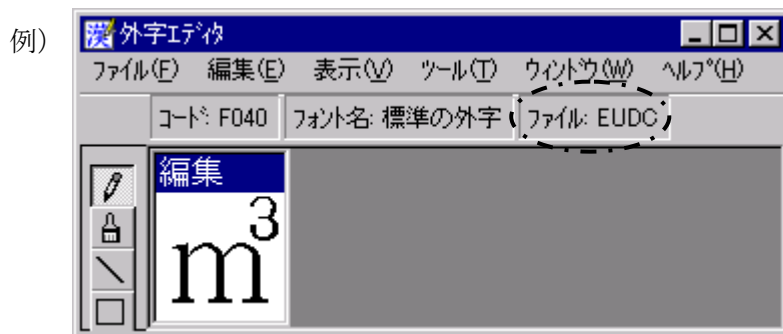 例)
外字ｴﾃﾞｨﾀ
ﾌｧｲﾙ(F) 編集(E) 表示(V) ﾂｰﾙ(T) ｳｨﾝﾄﾞｳ(W) ﾍﾙﾌﾟ(H)
ｺｰﾄﾞ: F040 ﾌｫﾝﾄ名: 標準の外字 ﾌｧｲﾙ: EUDC
編集
m³